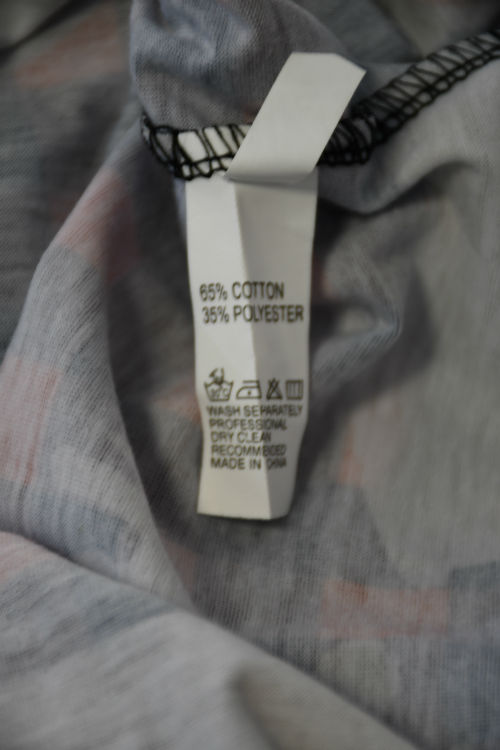 65% COTTON
35% POLYESTER
WASH SEPARATELY
PROFESSIONAL
DRY CLEAN
RECOMMENDED
MADE IN CHINA